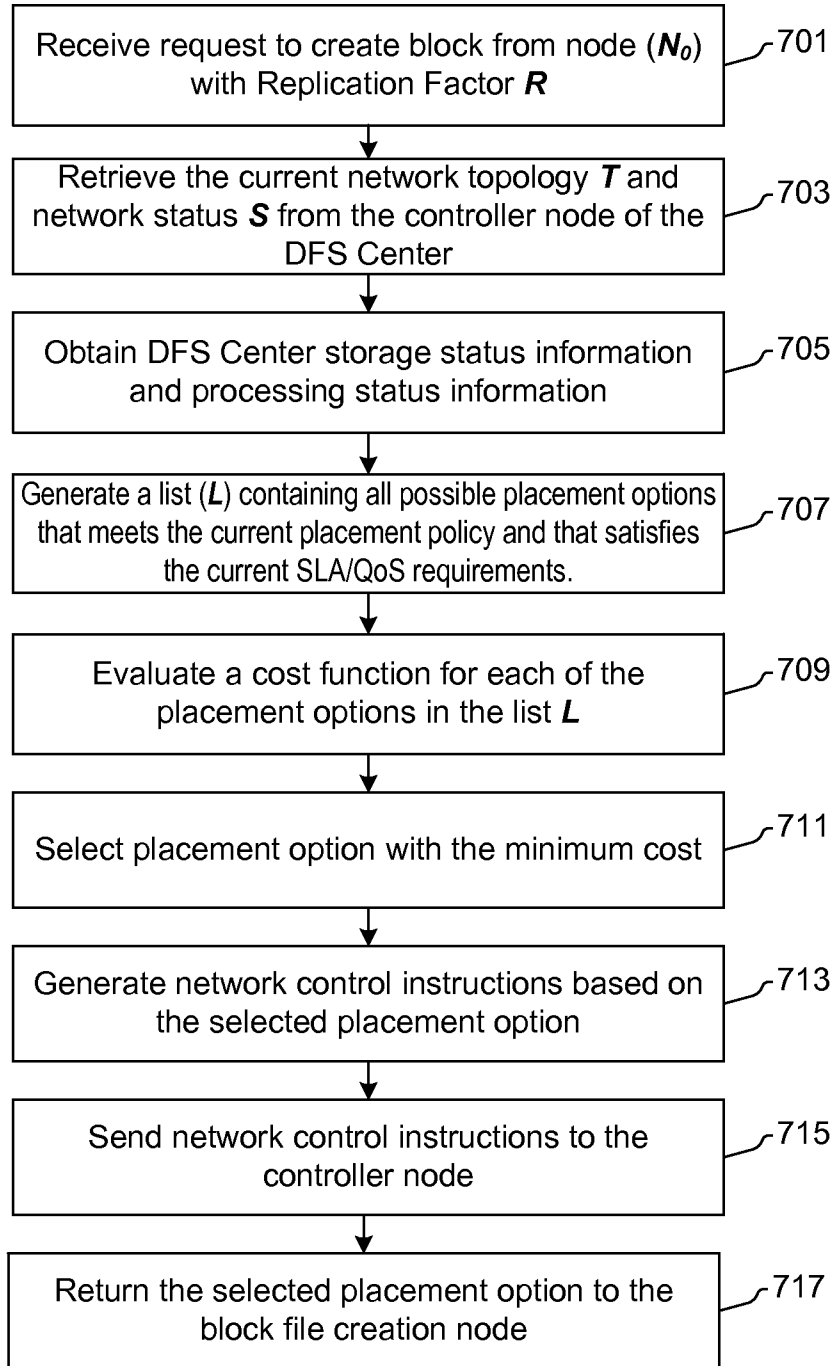 Receive request to create block from node (N0)
with Replication Factor R
701
Retrieve the current network topology T and
network status S from the controller node of the
DFS Center
703
Obtain DFS Center storage status information
and processing status information
705
Generate a list (L) containing all possible placement options
that meets the current placement policy and that satisfies
the current SLA/QoS requirements.
707
Evaluate a cost function for each of the
placement options in the list L
709
Select placement option with the minimum cost
711
Generate network control instructions based on
the selected placement option
713
Send network control instructions to the
controller node
715
Return the selected placement option to the
block file creation node
717